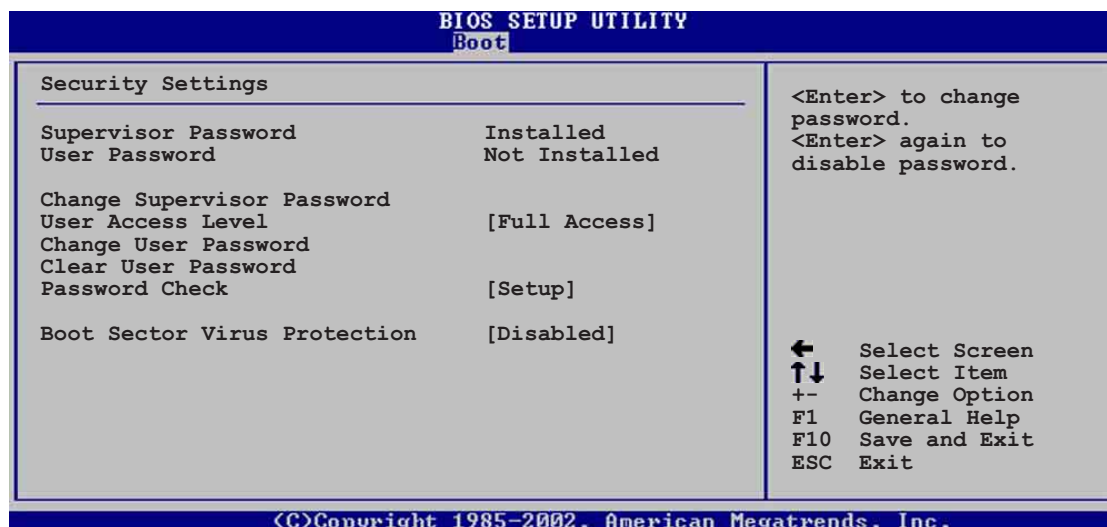 BIOS SETUP UTILITY
Boot
Security Settings
Supervisor Password Installed
User Password Not Installed
Change Supervisor Password
User Access Level [Full Access]
Change User Password
Clear User Password
Password Check [Setup]
Boot Sector Virus Protection [Disabled]
<Enter> to change
password.
<Enter> again to
disable password.
← Select Screen
↑↓ Select Item
+- Change Option
F1 General Help
F10 Save and Exit
ESC Exit
(C)Copyright 1985-2002, American Megatrends, Inc.